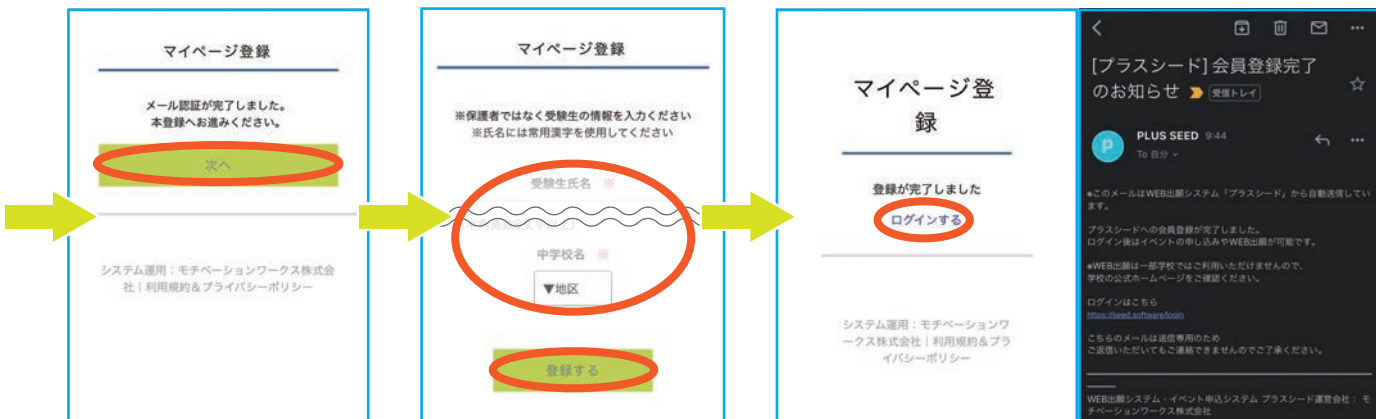 マイページ登録
メール認証が完了しました。
本登録へお進みください。
次へ
システム運用：モチベーションワークス株式会
社 | 利用規約&プライバシーポリシー
マイページ登録
※保護者ではなく受験生の情報を入力ください
※氏名には常用漢字を使用してください
受験生氏名 ※
中学校名 ※
▼地区
登録する
マイページ登
録
登録が完了しました
ログインする
システム運用：モチベーションワ
ークス株式会社 | 利用規約&プラ
イバシーポリシー
[プラスシード] 会員登録完了
のお知らせ 受信トレイ
P
PLUS SEED 9:44
To 自分
※このメールはWEB出願システム「プラスシード」から自動送信してい
ます。
プラスシードへの会員登録が完了しました。
ログイン後はイベントの申し込みやWEB出願が可能です。
※WEB出願は一部学校ではご利用いただけませんので、
学校の公式ホームページをご確認ください。
ログインはこちら
https://seed.software/login
こちらのメールは送信専用のため
ご返信いただいてもご連絡できませんのでご了承ください。
WEB出願システム・イベント申込システム プラスシード運営会社： モ
チベーションワークス株式会社